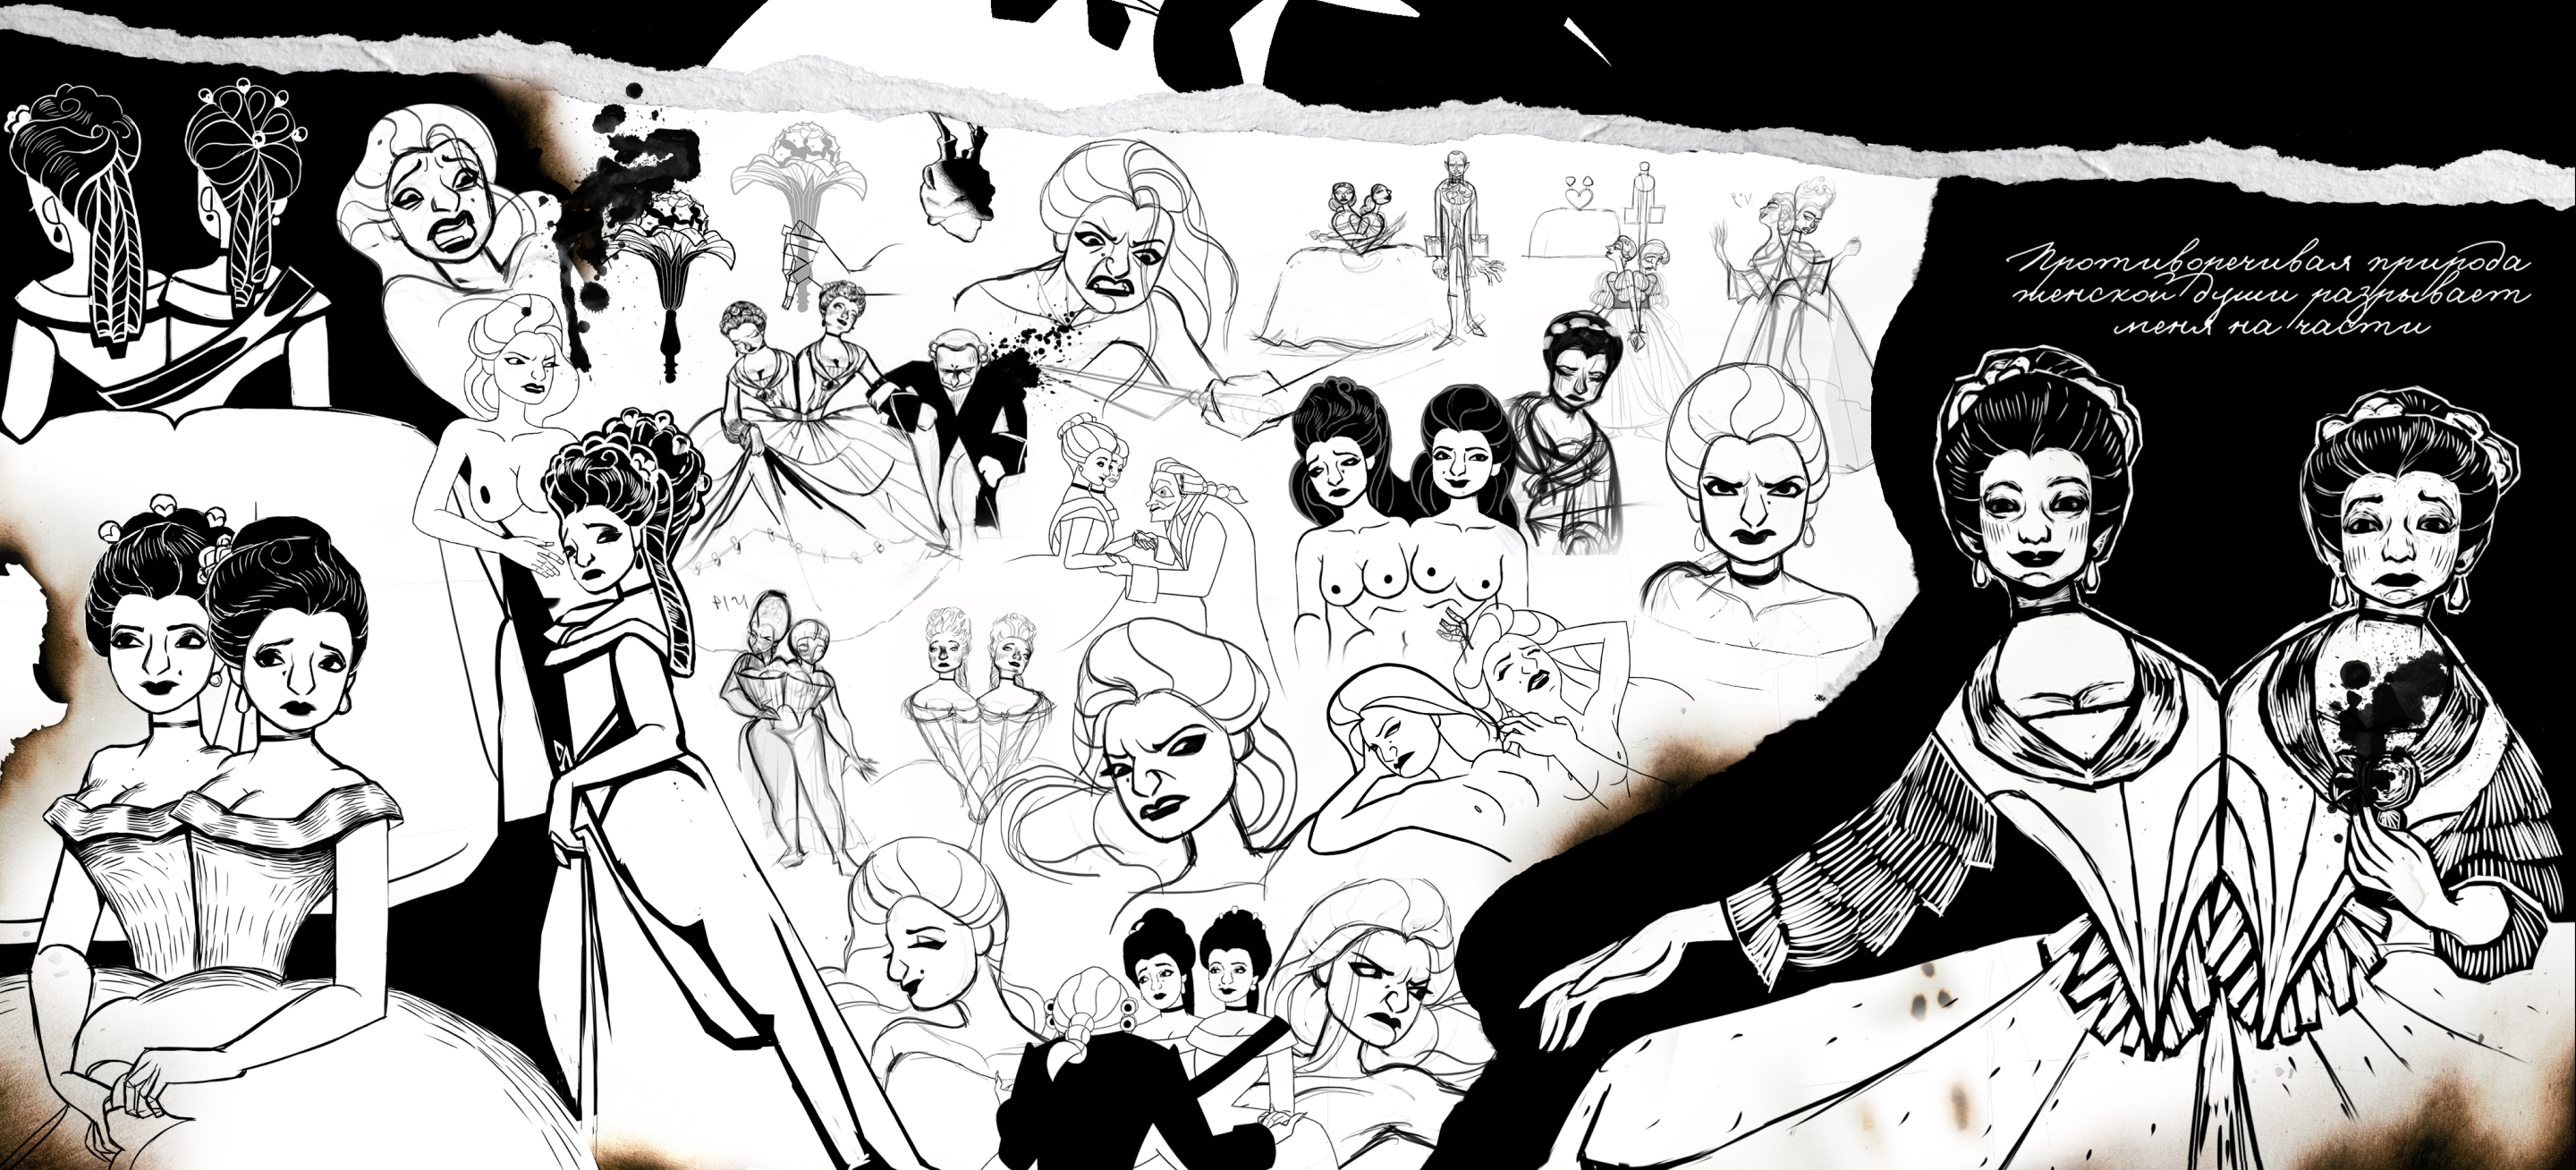 Противоречивая природа
женской души разрывает
меня на части